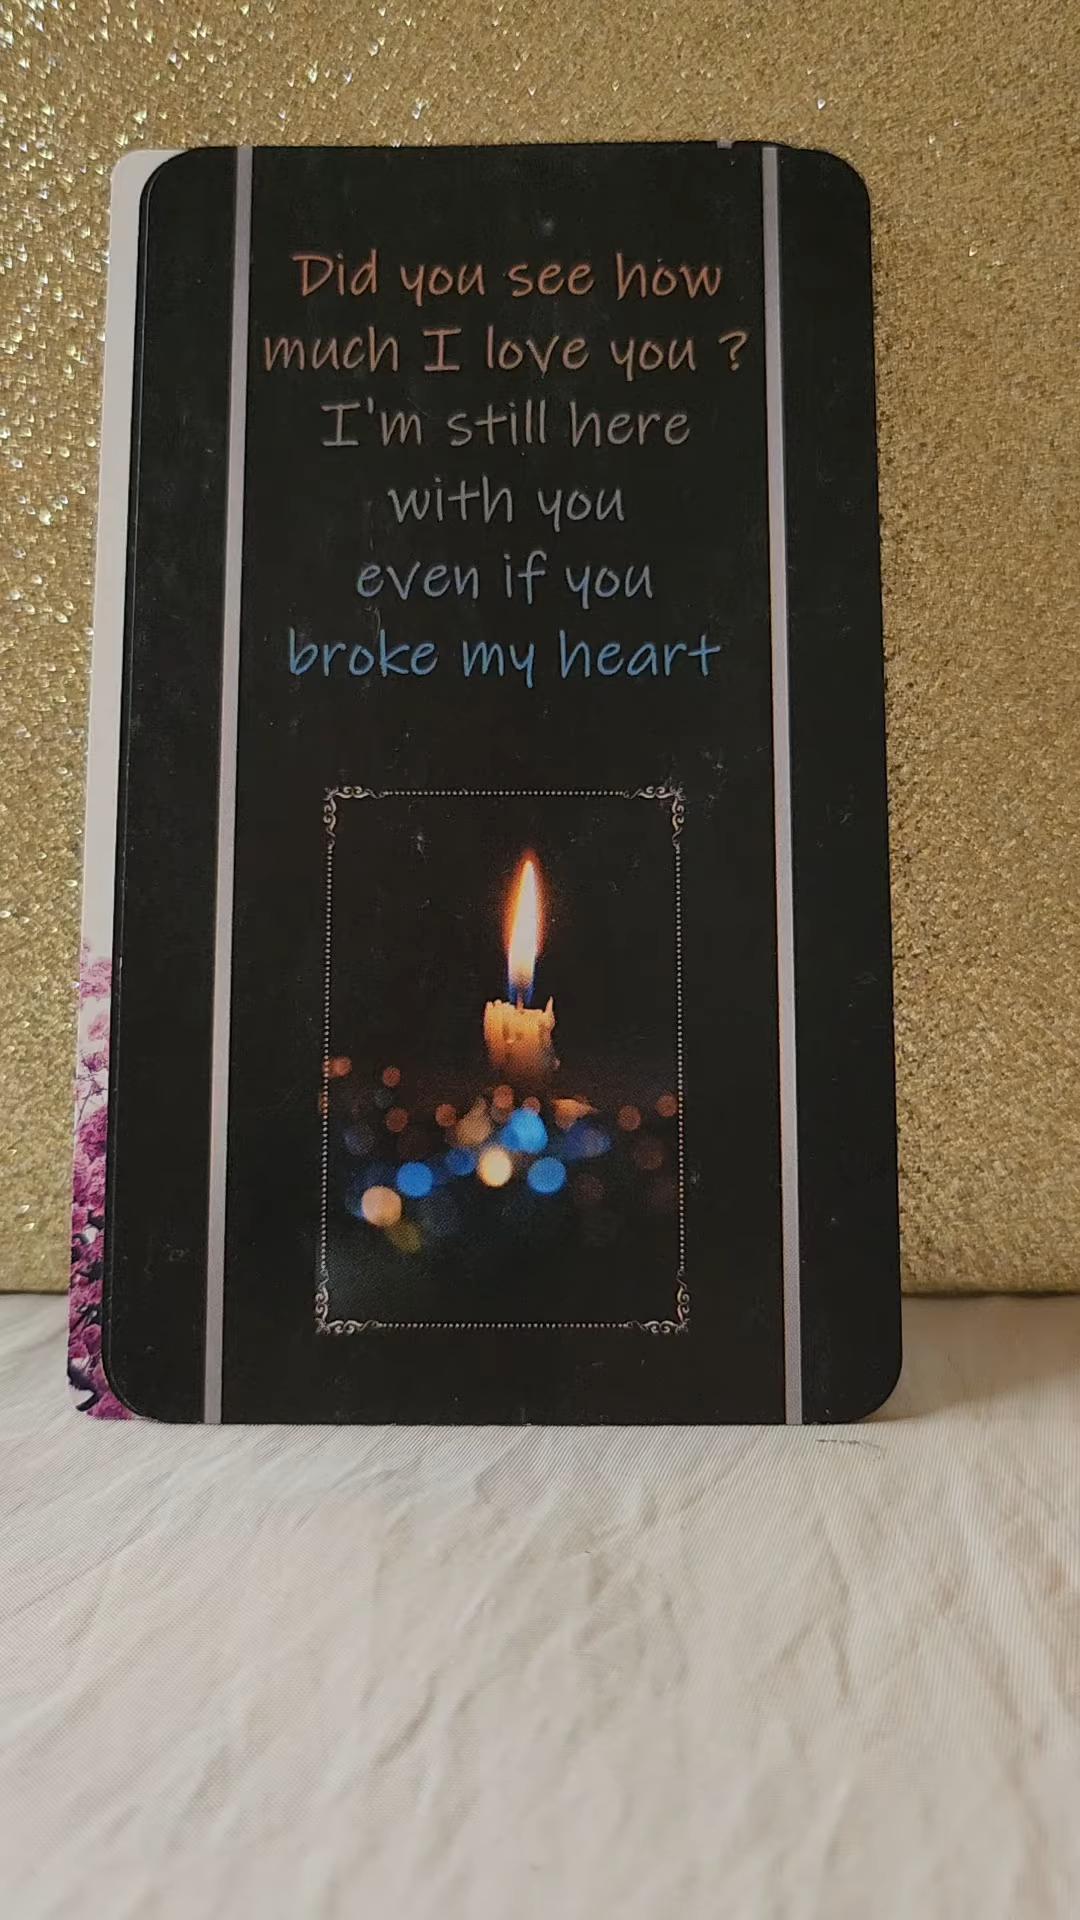 Did you see how
much I love you ?
I'm still here
with you
even if you
broke my heart